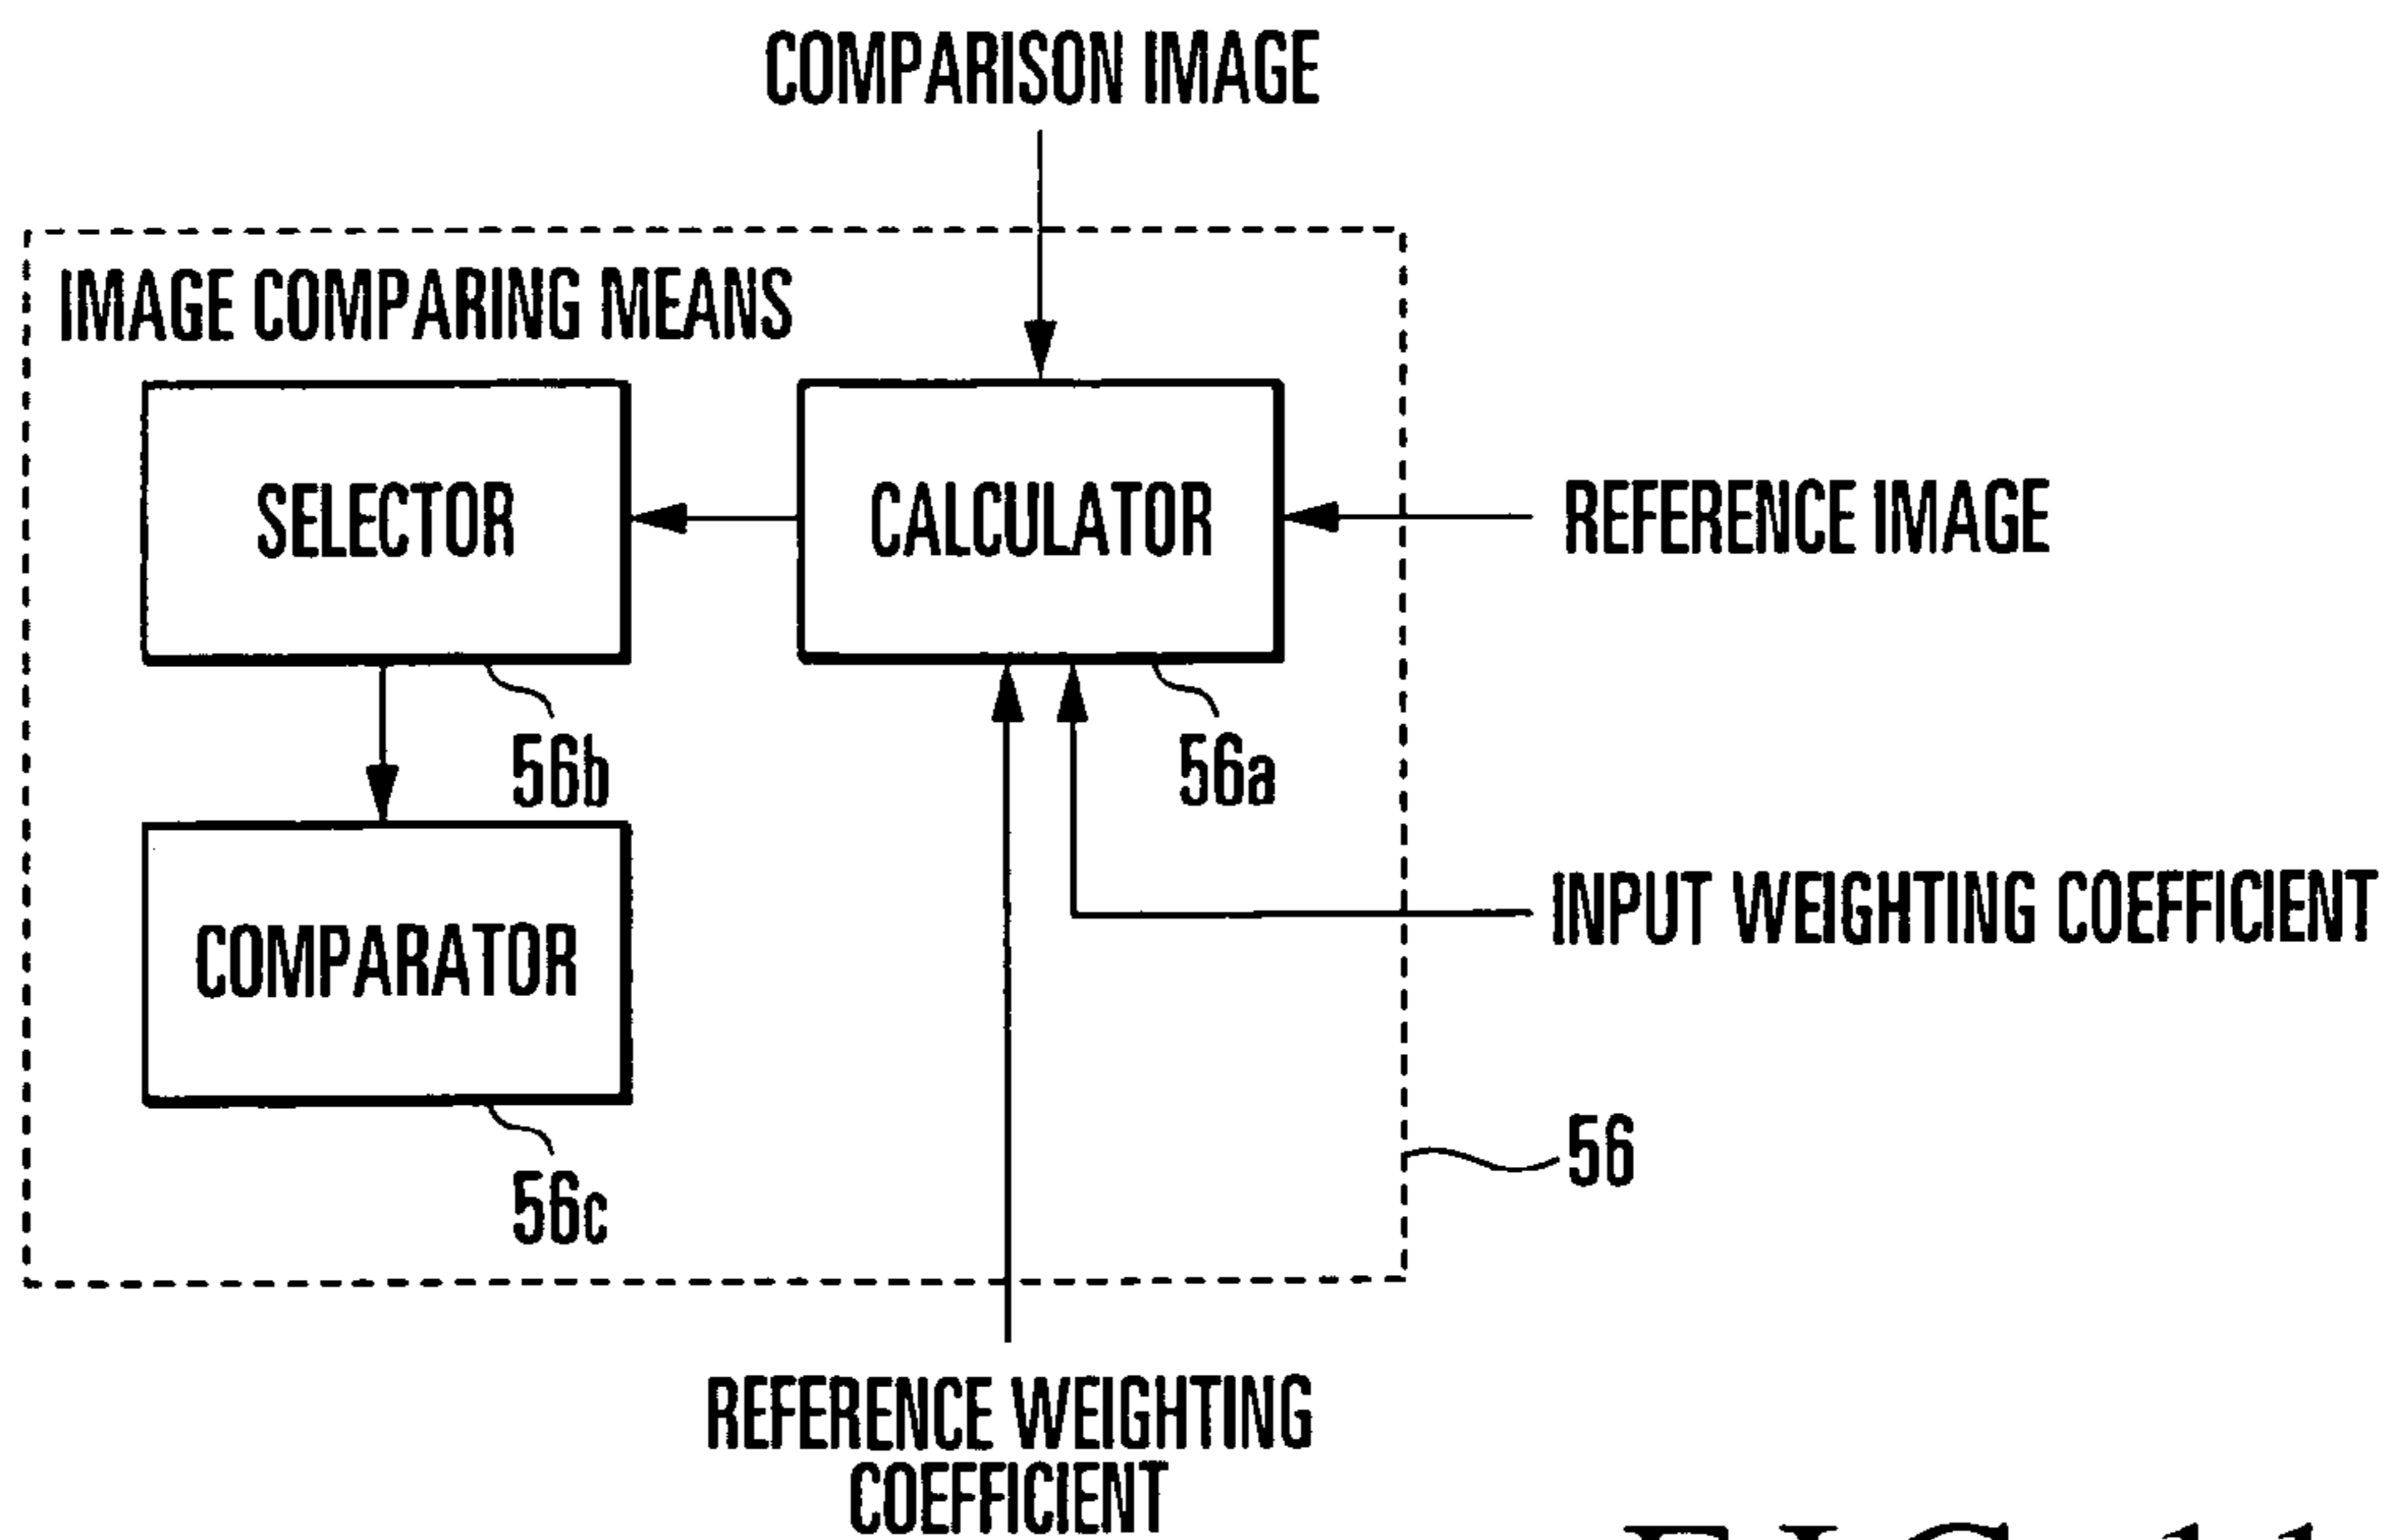 COMPARISON IMAGE
IMAGE COMPARING MEANS
SELECTOR
CALCULATOR
REFERENCE IMAGE
56b
56a
COMPARATOR
INPUT WEIGHTING COEFFICIENT
56
56c
REFERENCE WEIGHTING
COEFFICIENT